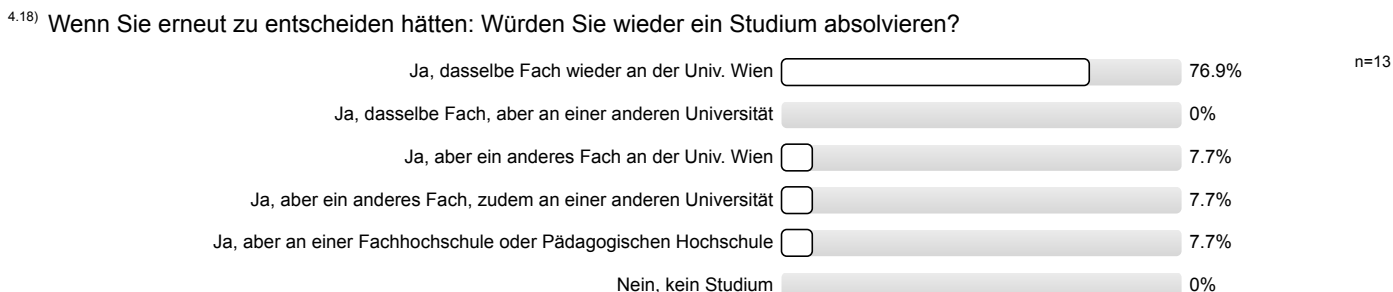 4.18) Wenn Sie erneut zu entscheiden hätten: Würden Sie wieder ein Studium absolvieren?
Ja, dasselbe Fach wieder an der Univ. Wien 76.9% n=13
Ja, dasselbe Fach, aber an einer anderen Universität 0%
Ja, aber ein anderes Fach an der Univ. Wien 7.7%
Ja, aber ein anderes Fach, zudem an einer anderen Universität 7.7%
Ja, aber an einer Fachhochschule oder Pädagogischen Hochschule 7.7%
Nein, kein Studium 0%